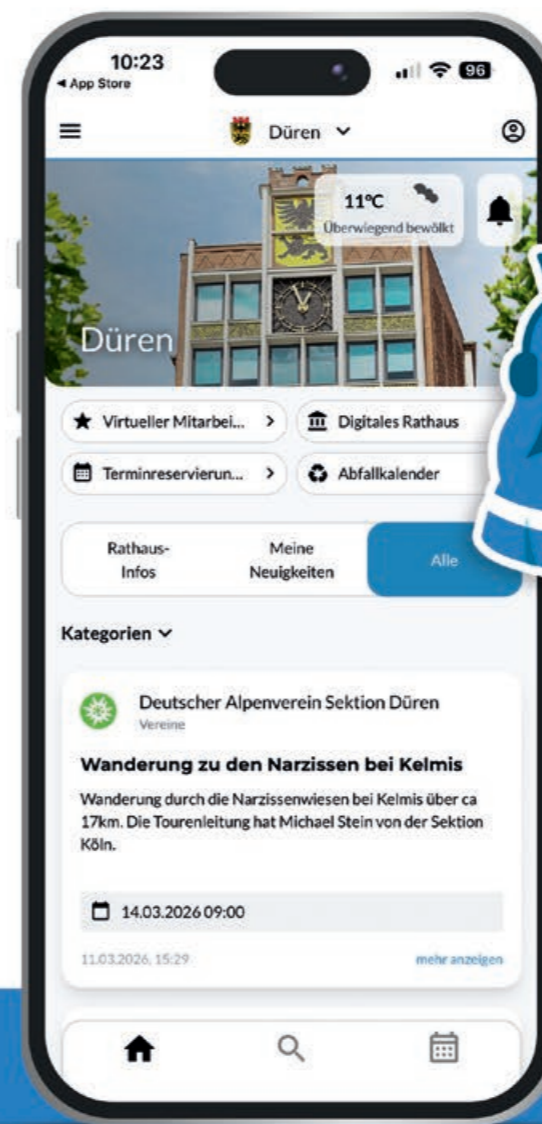 10:23
96
◀ App Store
Düren
11°C
Überwiegend bewölkt
Düren
Virtueller Mitarbei...
Digitales Rathaus
Terminreservierun...
Abfallkalender
Rathaus-
Infos
Meine
Neuigkeiten
Alle
Kategorien
Deutscher Alpenverein Sektion Düren
Vereine
Wanderung zu den Narzissen bei Kelmis
Wanderung durch die Narzissenwiesen bei Kelmis über ca
17km. Die Tourenleitung hat Michael Stein von der Sektion
Köln.
14.03.2026 09:00
11.03.2026, 15:29
mehr anzeigen